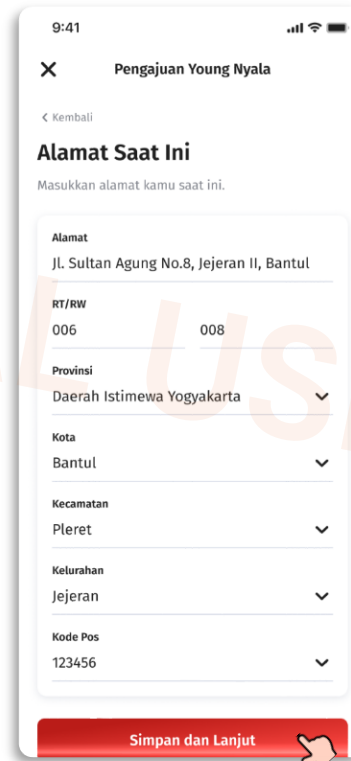 9:41
Pengajuan Young Nyala
Kembali
Alamat Saat Ini
Masukkan alamat kamu saat ini.
Alamat
Jl. Sultan Agung No.8, Jejeran II, Bantul
RT/RW
006 008
Provinsi
Daerah Istimewa Yogyakarta
Kota
Bantul
Kecamatan
Pleret
Kelurahan
Jejeran
Kode Pos
123456
Simpan dan Lanjut